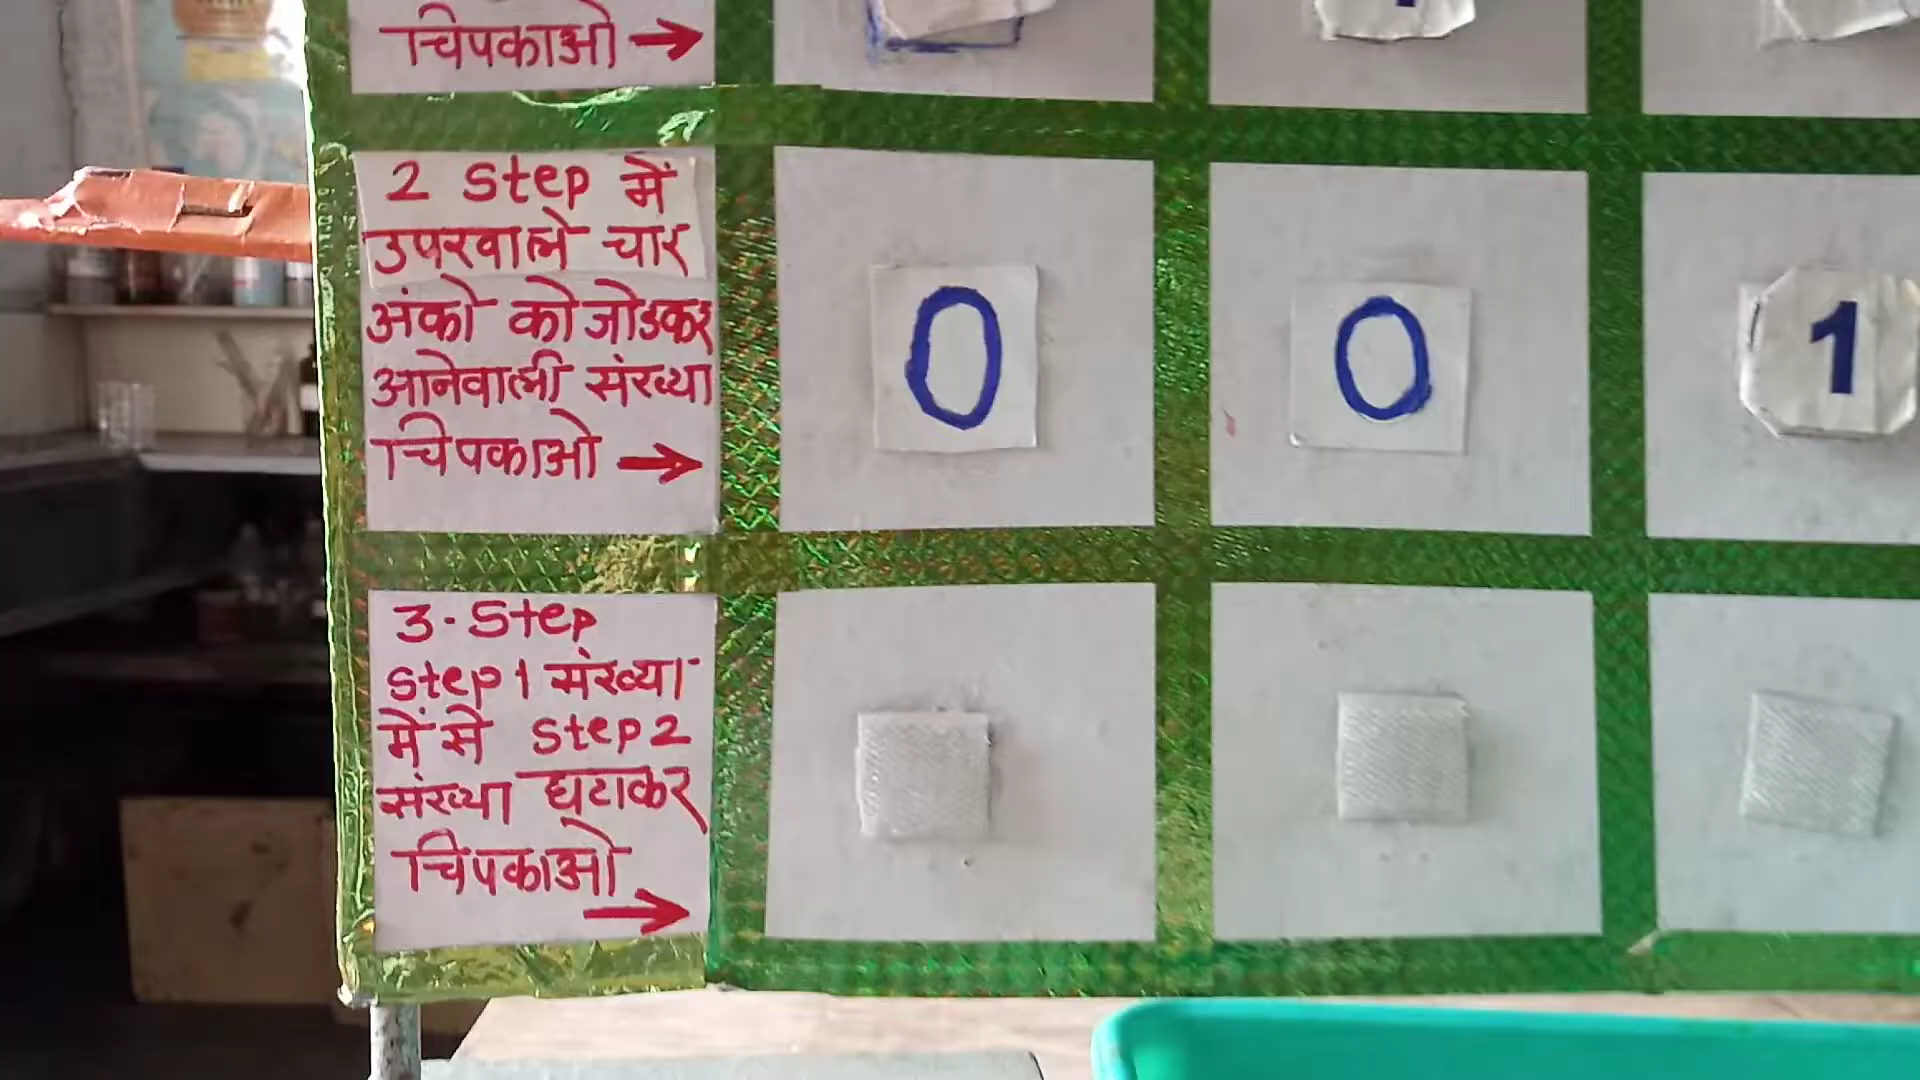 चिपकाओ →
2 Step में
उपरवाले चार
अंको को जोडकर
आनेवाली संख्या
चिपकाओ →
0 0 1
3-Step
Step 1 संख्या
में से Step 2
संख्या घटाकर
चिपकाओ
→